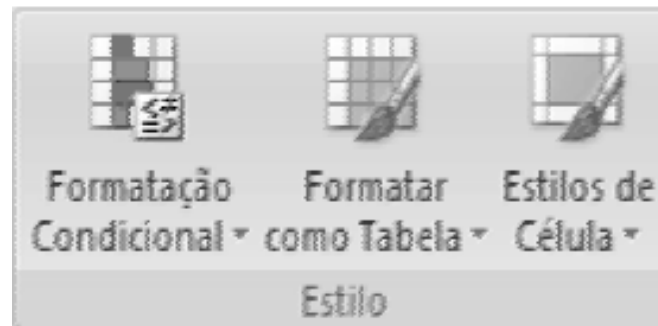 Formatação Formatar Estilos de
Condicional como Tabela Célula
Estilo